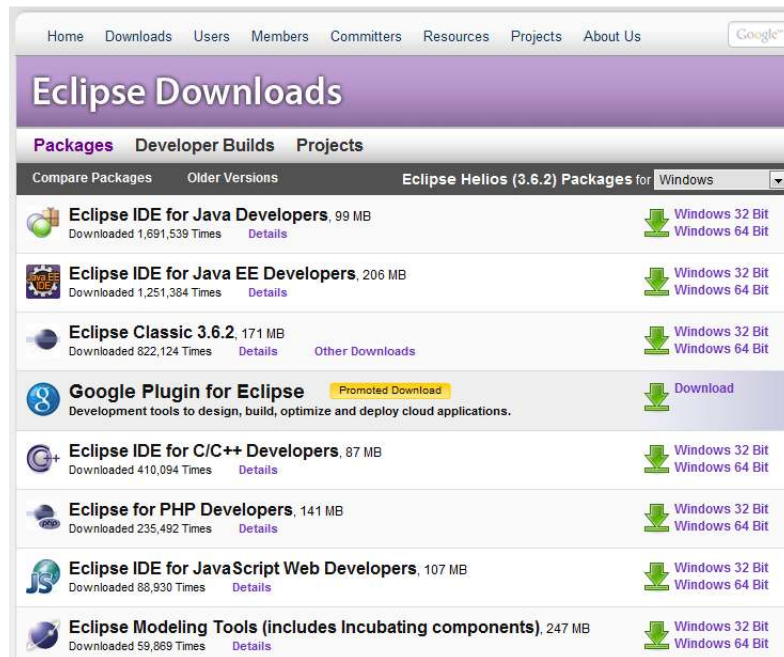 Home Downloads Users Members Committers Resources Projects About Us Google™
Eclipse Downloads
Packages Developer Builds Projects
Compare Packages Older Versions Eclipse Helios (3.6.2) Packages for Windows
Eclipse IDE for Java Developers, 99 MB Windows 32 Bit
Downloaded 1,691,539 Times Details Windows 64 Bit
Java EE IDE
Eclipse IDE for Java EE Developers, 206 MB Windows 32 Bit
Downloaded 1,251,384 Times Details Windows 64 Bit
Eclipse Classic 3.6.2, 171 MB Windows 32 Bit
Downloaded 822,124 Times Details Other Downloads Windows 64 Bit
8 Google Plugin for Eclipse Promoted Download Download
Development tools to design, build, optimize and deploy cloud applications.
C++ Eclipse IDE for C/C++ Developers, 87 MB Windows 32 Bit
Downloaded 410,094 Times Details Windows 64 Bit
Eclipse for PHP Developers, 141 MB Windows 32 Bit
php Downloaded 235,492 Times Details Windows 64 Bit
Eclipse IDE for JavaScript Web Developers, 107 MB Windows 32 Bit
JS Downloaded 88,930 Times Details Windows 64 Bit
Eclipse Modeling Tools (includes Incubating components), 247 MB Windows 32 Bit
Downloaded 59,869 Times Details Windows 64 Bit